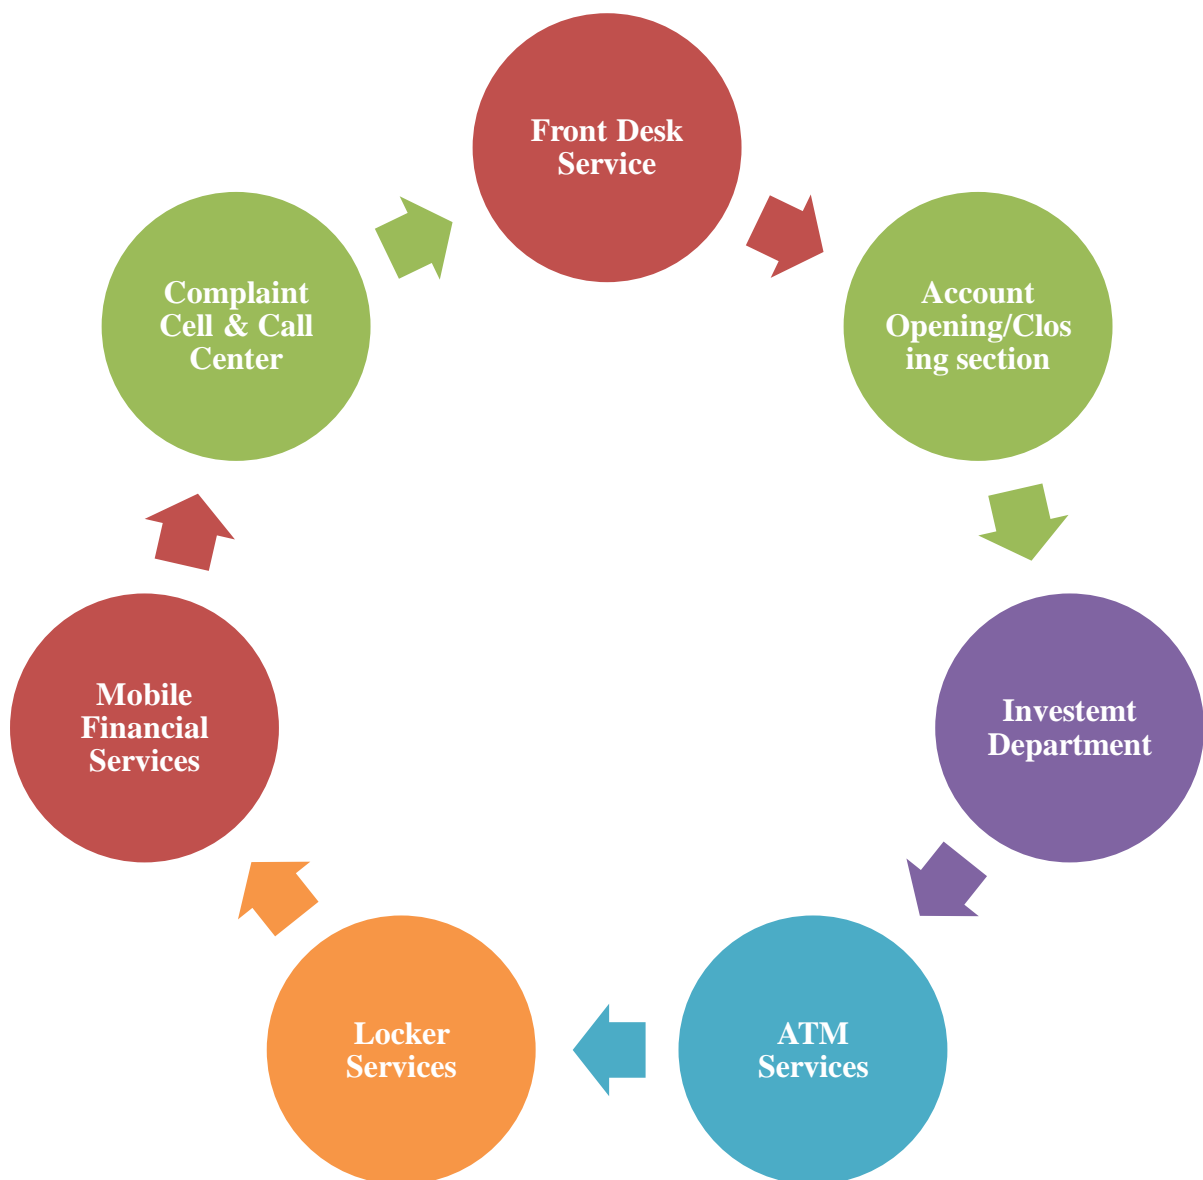 Front Desk
Service
Account
Opening/Clos
ing section
Investemt
Department
ATM
Services
Locker
Services
Mobile
Financial
Services
Complaint
Cell & Call
Center